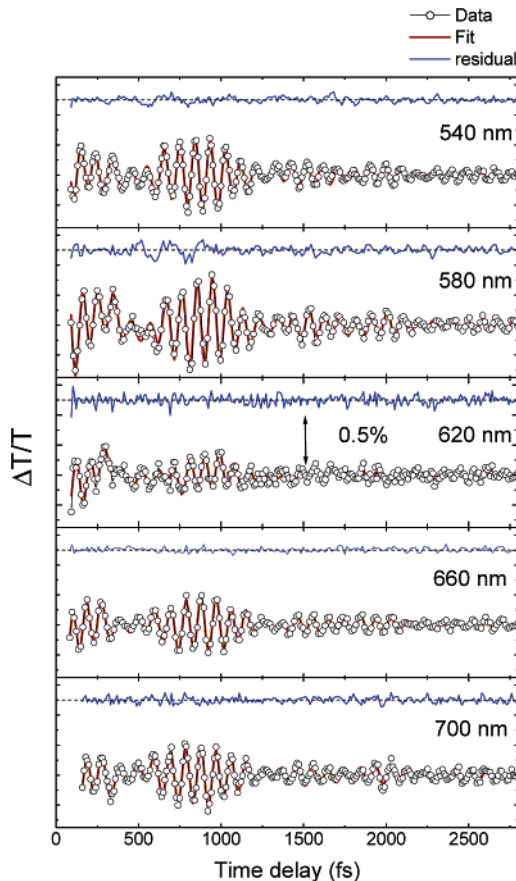 Data
Fit
residual
540 nm
580 nm
0.5%
620 nm
660 nm
700 nm
ΔT/T
0 500 1000 1500 2000 2500
Time delay (fs)